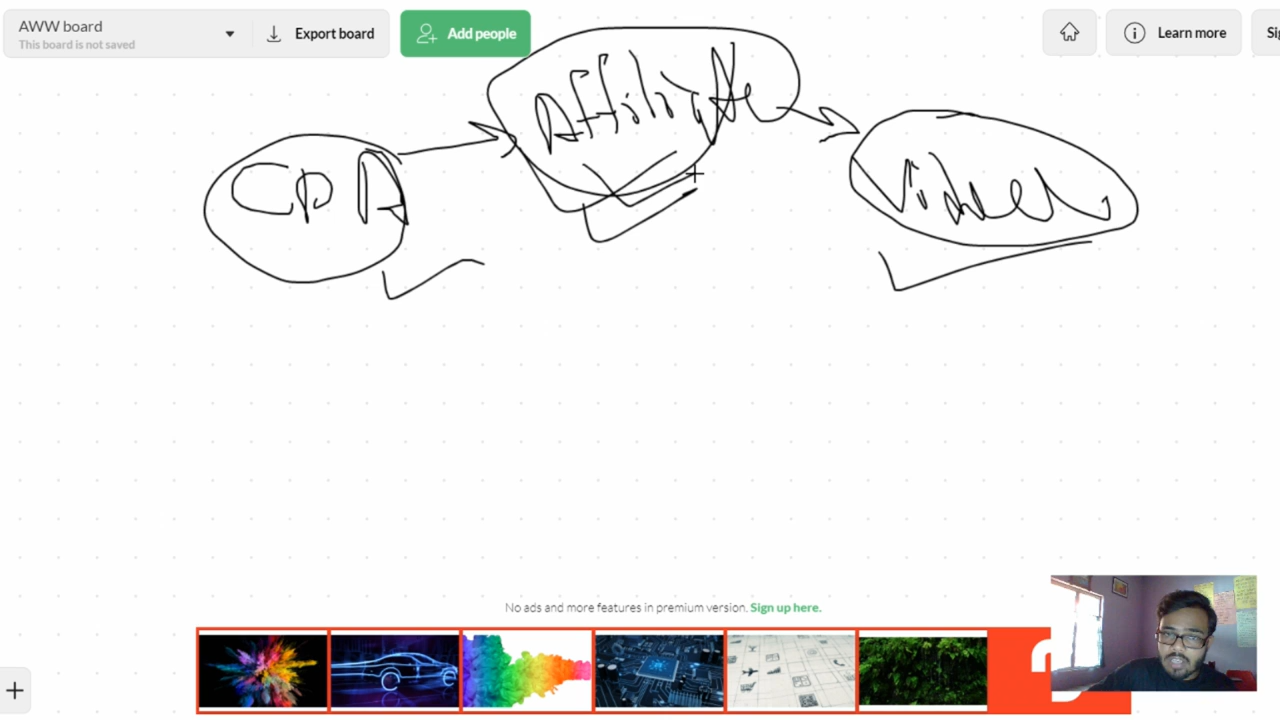 AWW board
This board is not saved
Export board
Add people
Learn more
Affiliate
CPA
No ads and more features in premium version. Sign up here.